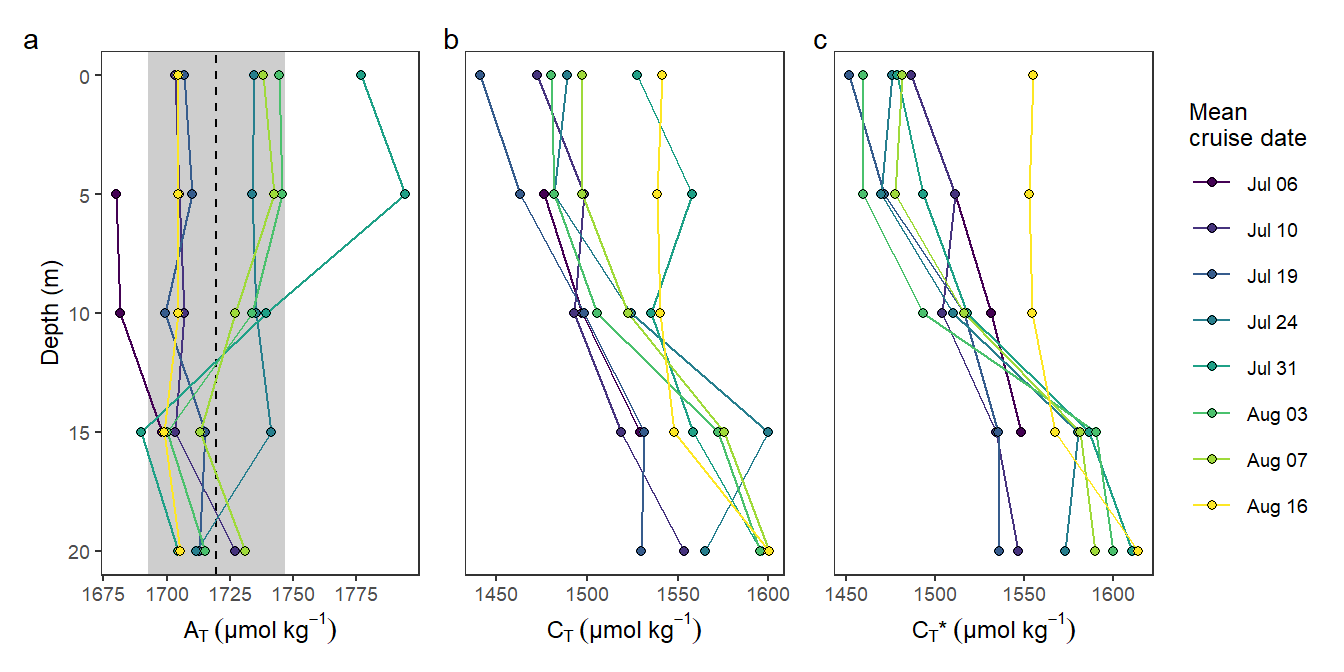 a
b
c
0
5
10
15
20
Depth (m)
1675 1700 1725 1750 1775
1450 1500 1550 1600
1450 1500 1550 1600
A_T (µmol kg⁻¹)
C_T (µmol kg⁻¹)
C_T* (µmol kg⁻¹)
Mean
cruise date
Jul 06
Jul 10
Jul 19
Jul 24
Jul 31
Aug 03
Aug 07
Aug 16